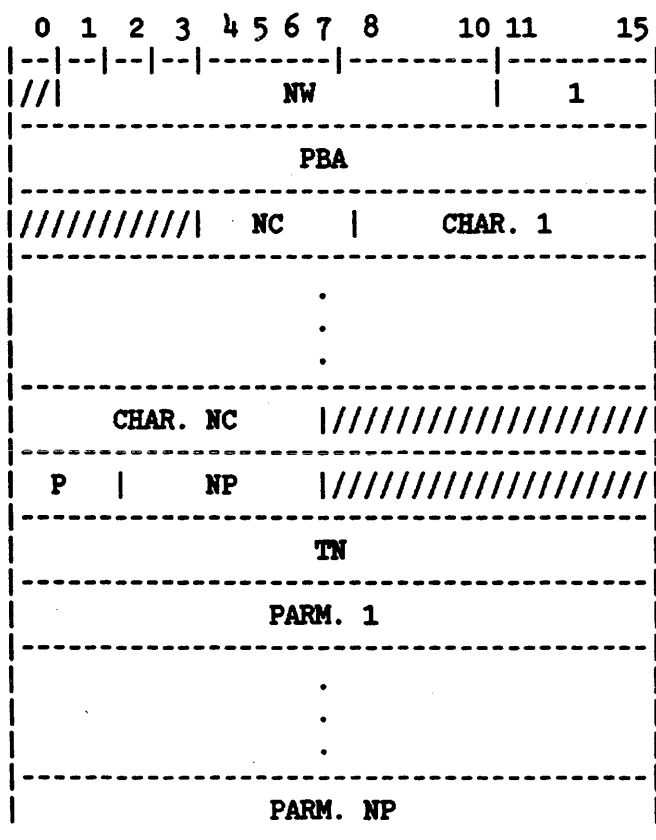 0 1 2 3 4 5 6 7 8 10 11 15
|--|--|--|--|---------|----------|----------|
|//| NW | 1
----------------------------------------
PBA
----------------------------------------
|///////////| NC | CHAR. 1
----------------------------------------
.
.
.
----------------------------------------
CHAR. NC |////////////////////
----------------------------------------
P | NP |////////////////////
----------------------------------------
TN
----------------------------------------
PARM. 1
----------------------------------------
.
.
.
----------------------------------------
PARM. NP